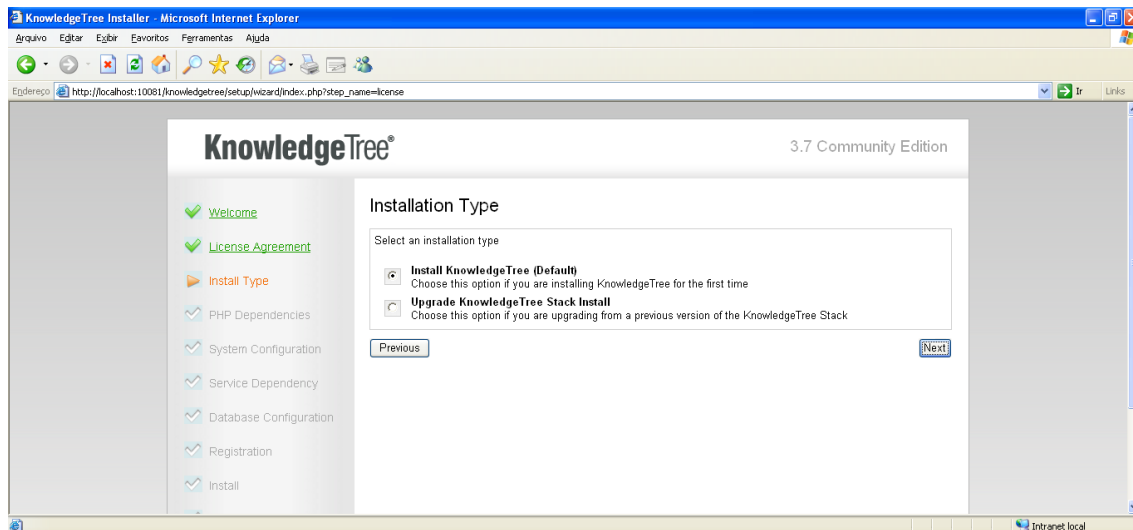 KnowledgeTree Installer - Microsoft Internet Explorer
Arquivo Editar Exibir Favoritos Ferramentas Ajuda
Endereço http://localhost:10081/knowledgetree/setup/wizard/index.php?step_name=license Ir Links
KnowledgeTree® 3.7 Community Edition
Welcome
License Agreement
Install Type
PHP Dependencies
System Configuration
Service Dependency
Database Configuration
Registration
Install
Installation Type
Select an installation type
Install KnowledgeTree (Default)
Choose this option if you are installing KnowledgeTree for the first time
Upgrade KnowledgeTree Stack Install
Choose this option if you are upgrading from a previous version of the KnowledgeTree Stack
Previous Next
Intranet local